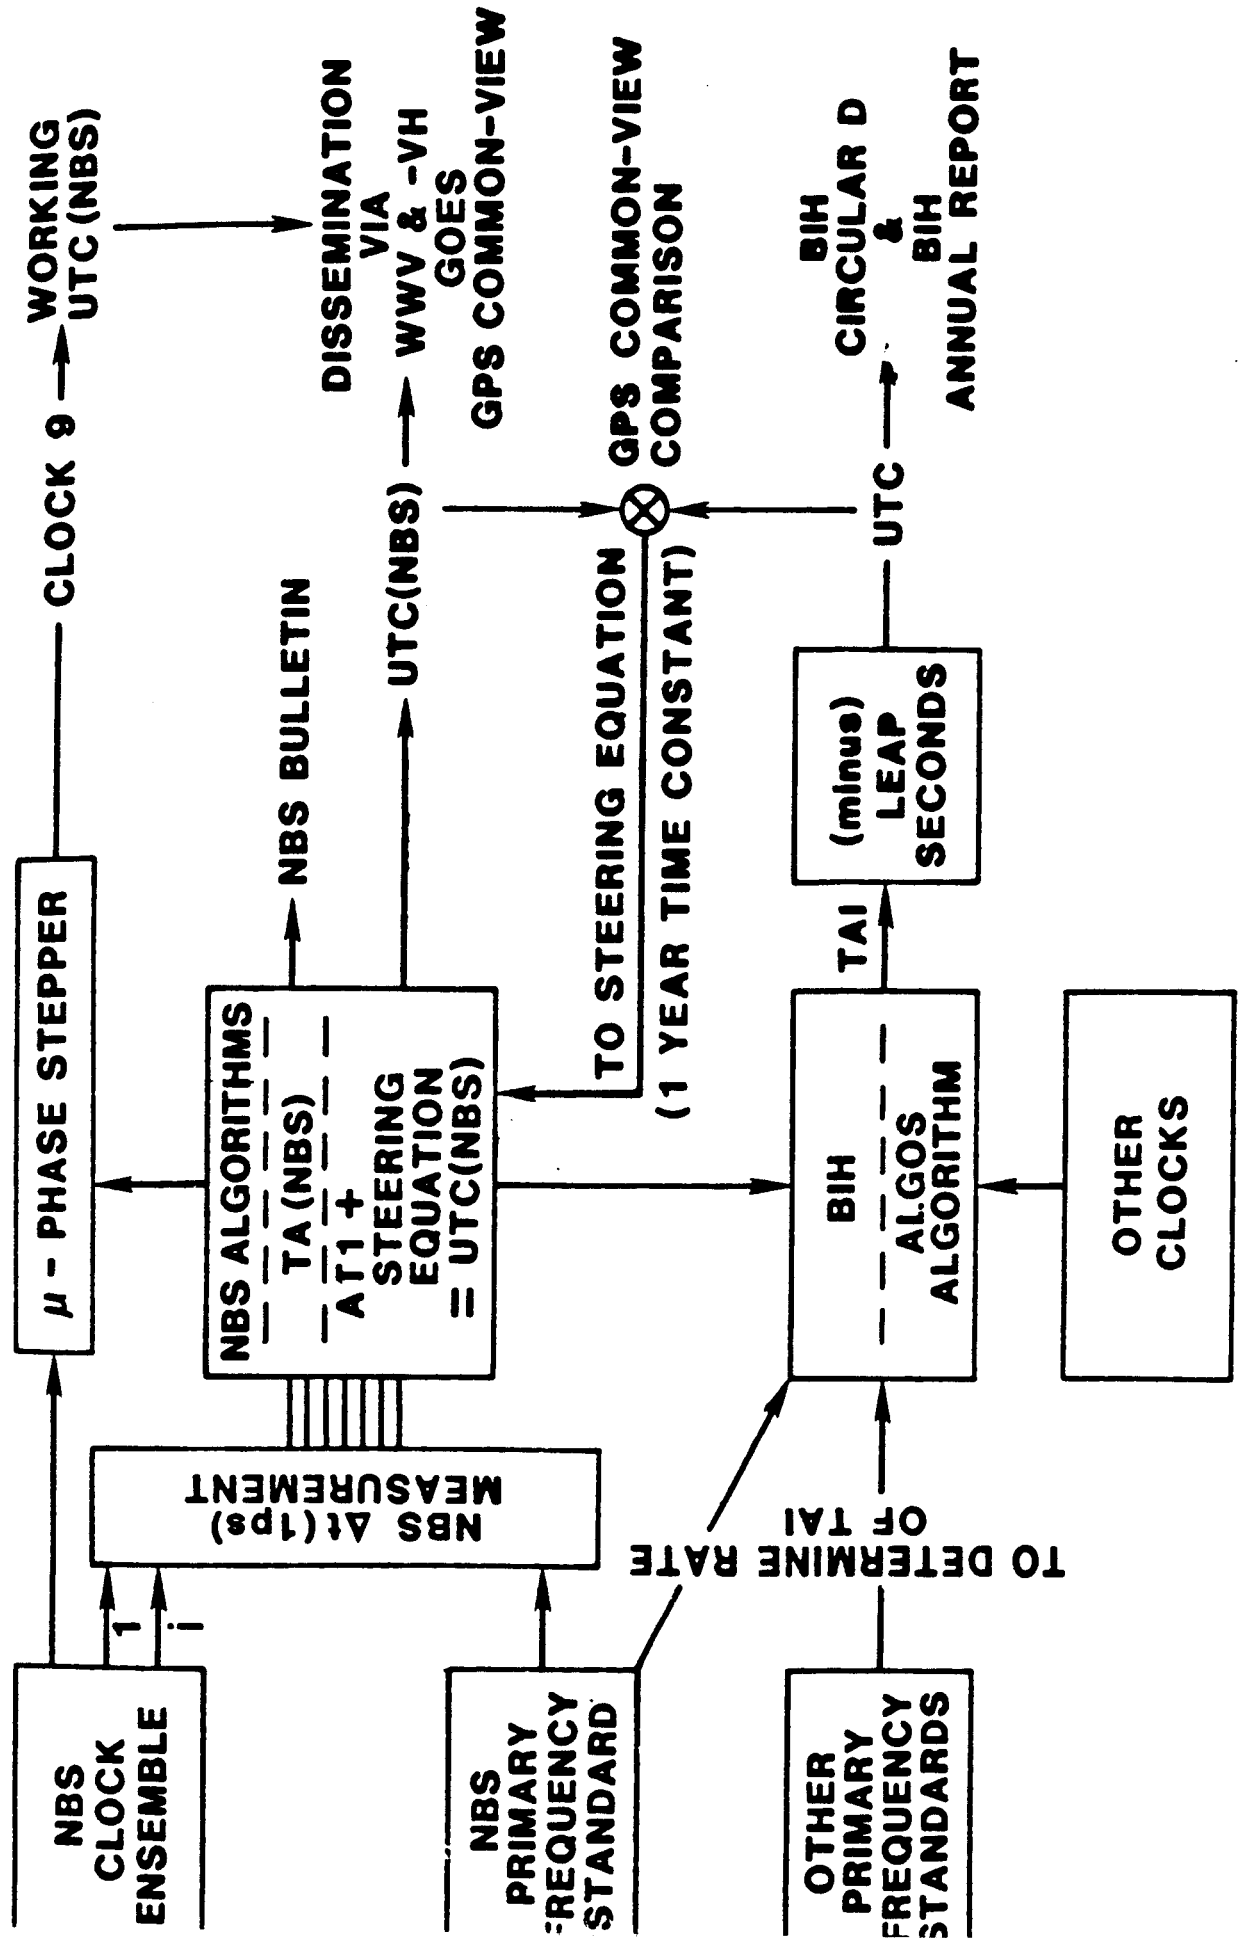 NBS
CLOCK
ENSEMBLE
1
i
μ - PHASE STEPPER
CLOCK 9
WORKING
UTC(NBS)
NBS Δt(1ps)
MEASUREMENT
NBS ALGORITHMS
TA(NBS)
AT1 +
STEERING
EQUATION
= UTC(NBS)
NBS BULLETIN
UTC(NBS)
DISSEMINATION
VIA
WWV & -VH
GOES
GPS COMMON-VIEW
GPS COMMON-VIEW
COMPARISON
TO STEERING EQUATION
(1 YEAR TIME CONSTANT)
NBS
PRIMARY
FREQUENCY
STANDARD
TO DETERMINE RATE
OF TAI
OTHER
PRIMARY
FREQUENCY
STANDARDS
BIH
ALGOS
ALGORITHM
TAI
(minus)
LEAP
SECONDS
UTC
BIH
CIRCULAR D
&
BIH
ANNUAL REPORT
OTHER
CLOCKS